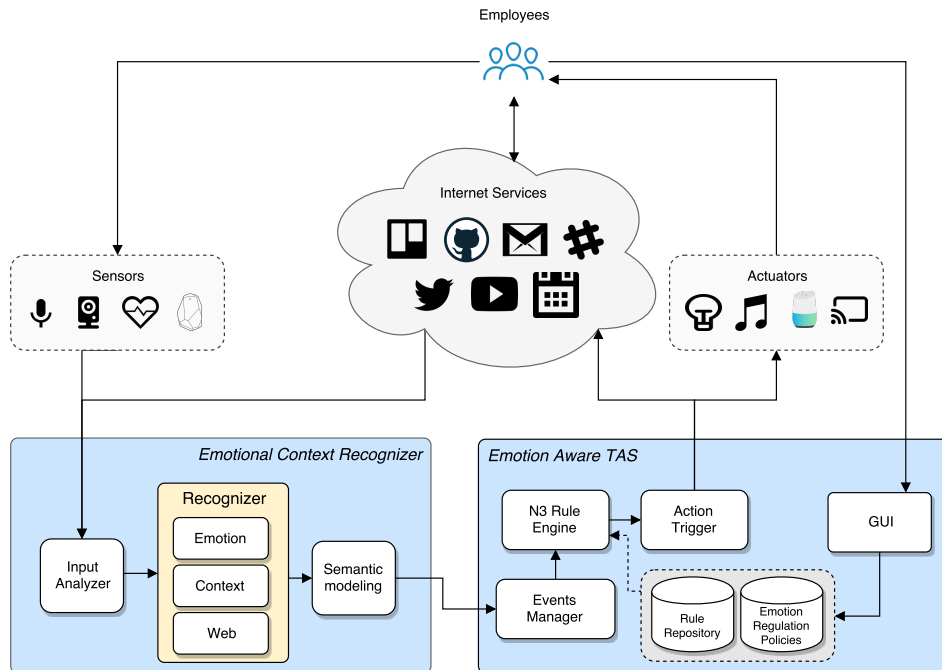 Employees
Internet Services
Sensors
Actuators
Emotional Context Recognizer
Emotion Aware TAS
Recognizer
Emotion
Context
Web
Input
Analyzer
Semantic
modeling
N3 Rule
Engine
Action
Trigger
GUI
Events
Manager
Rule
Repository
Emotion
Regulation
Policies